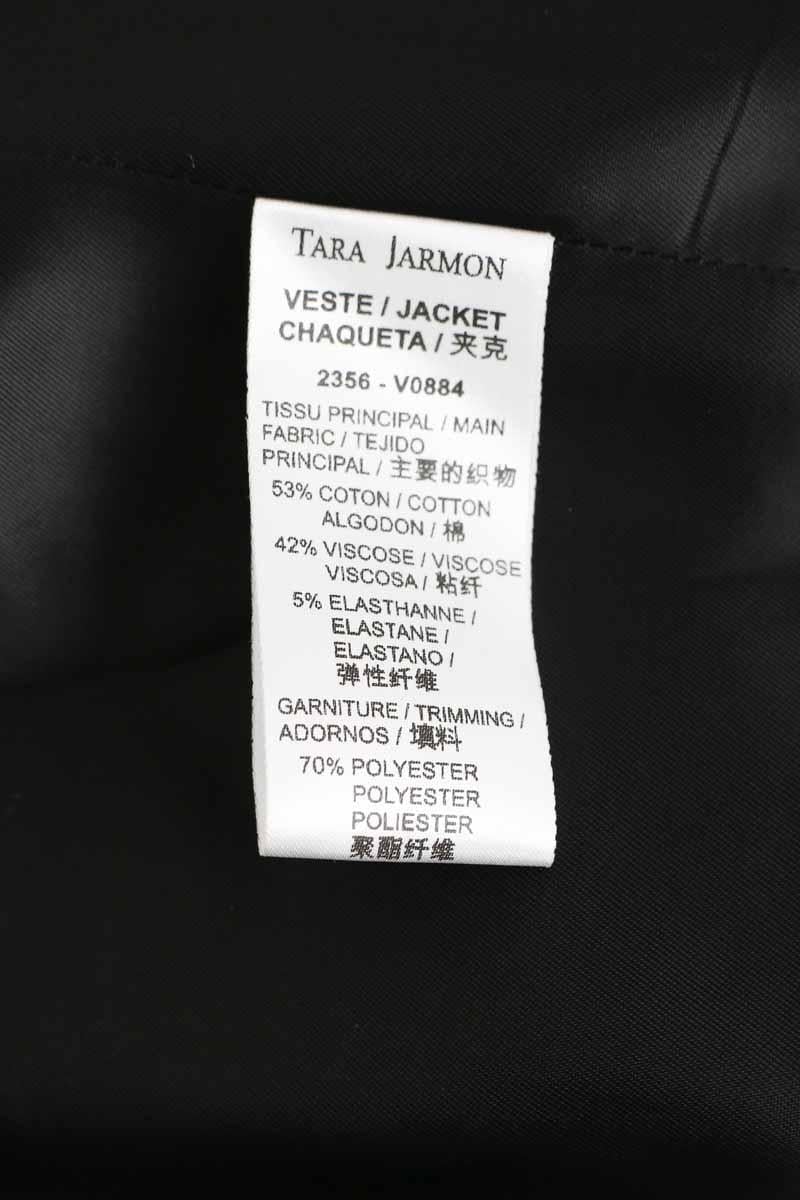 TARA JARMON
VESTE / JACKET
CHAQUETA / 夹克
2356 - V0884
TISSU PRINCIPAL / MAIN
FABRIC / TEJIDO
PRINCIPAL / 主要的织物
53% COTON / COTTON
ALGODON / 棉
42% VISCOSE / VISCOSE
VISCOSA / 粘纤
5% ELASTHANNE /
ELASTANE /
ELASTANO /
弹性纤维
GARNITURE / TRIMMING /
ADORNOS / 填料
70% POLYESTER
POLYESTER
POLIESTER
聚酯纤维